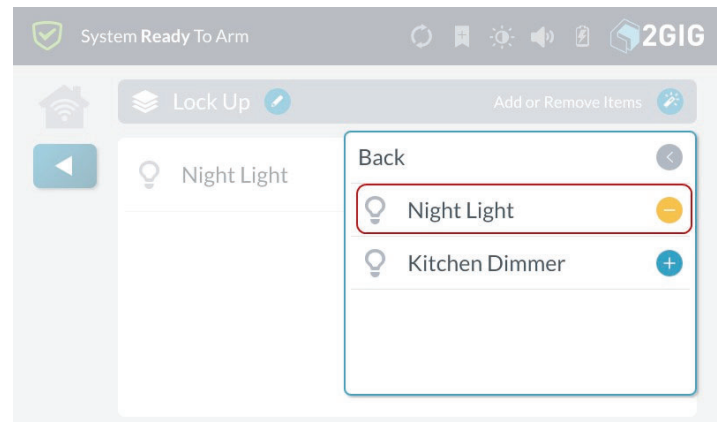 System Ready To Arm
2GIG
Lock Up
Add or Remove Items
Night Light
Back
Night Light
Kitchen Dimmer